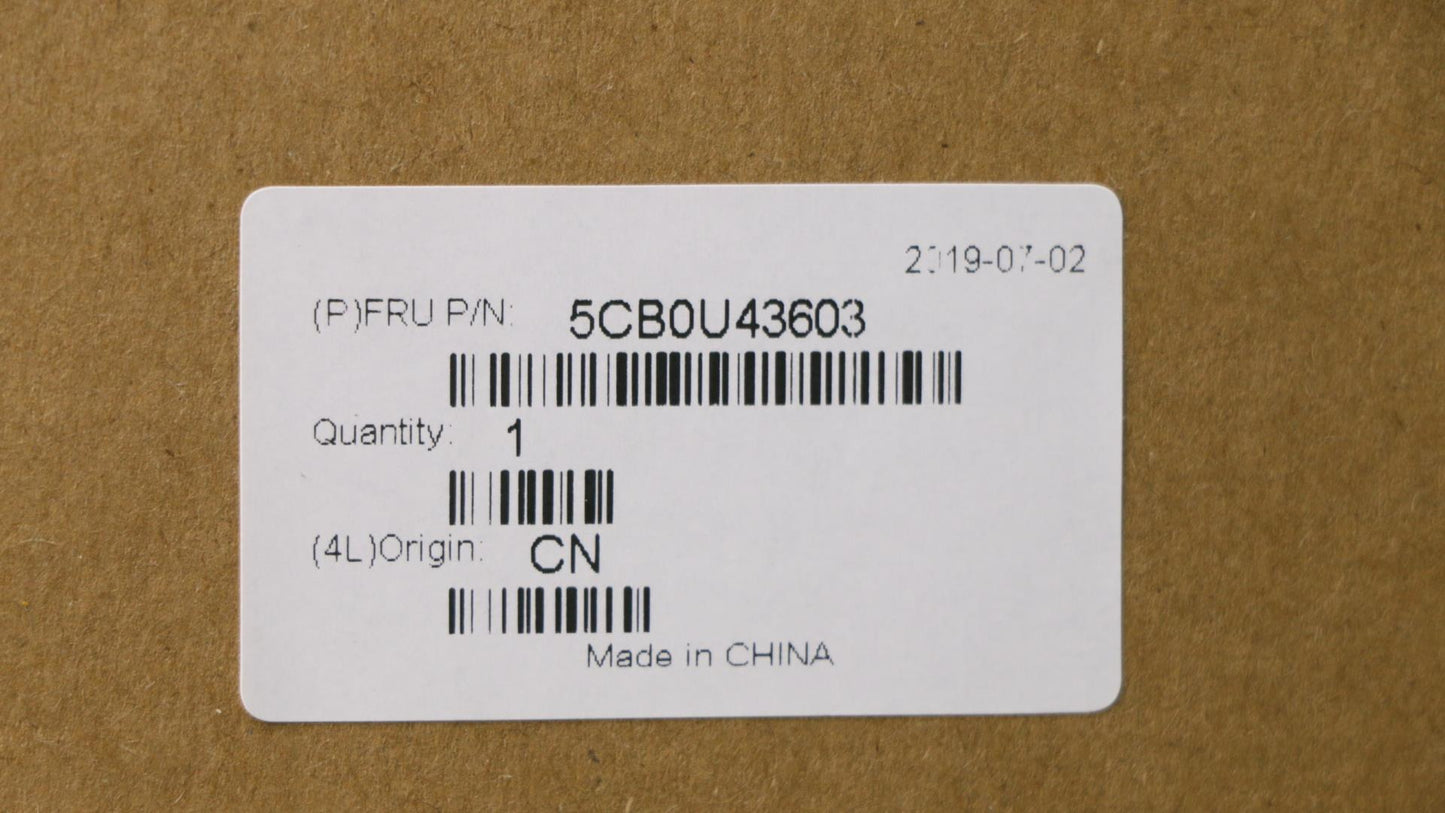 2019-07-02
(P)FRU P/N: 5CB0U43603
Quantity: 1
(4L)Origin: CN
Made in CHINA